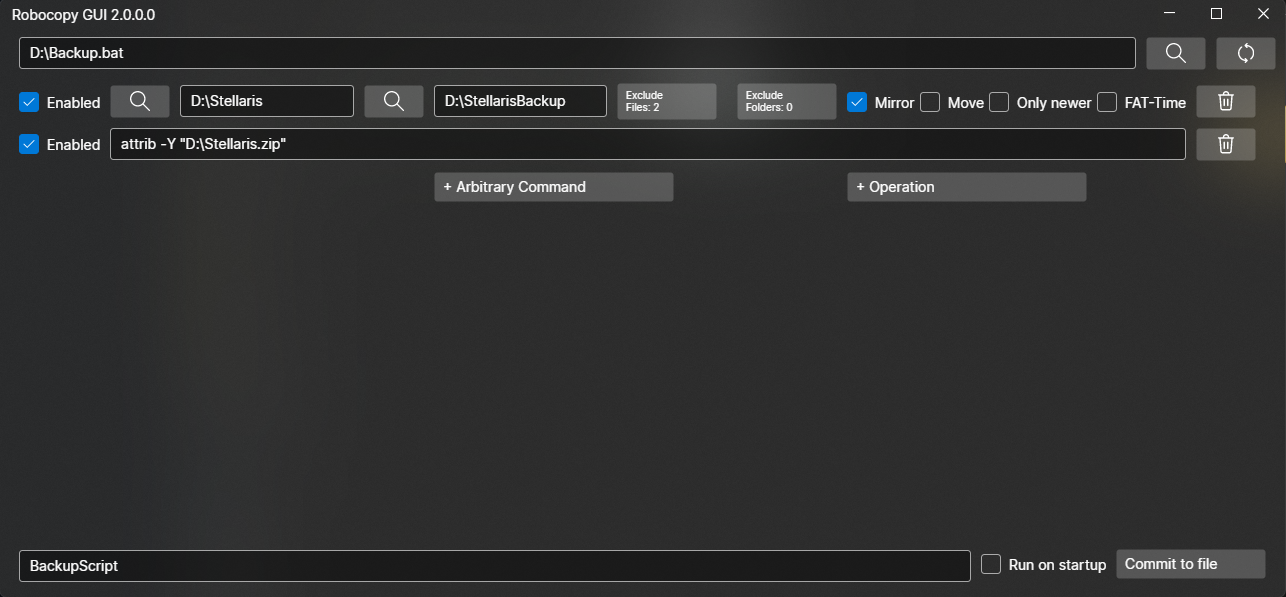 Robocopy GUI 2.0.0.0
D:\Backup.bat
Enabled D:\Stellaris D:\StellarisBackup Exclude Files: 2 Exclude Folders: 0 Mirror Move Only newer FAT-Time
Enabled attrib -Y "D:\Stellaris.zip"
+ Arbitrary Command + Operation
BackupScript Run on startup Commit to file